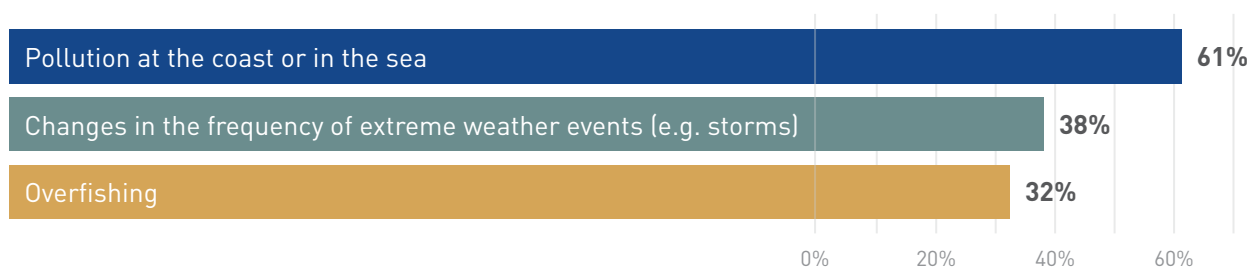 Pollution at the coast or in the sea 61%
Changes in the frequency of extreme weather events (e.g. storms) 38%
Overfishing 32%
0% 20% 40% 60%